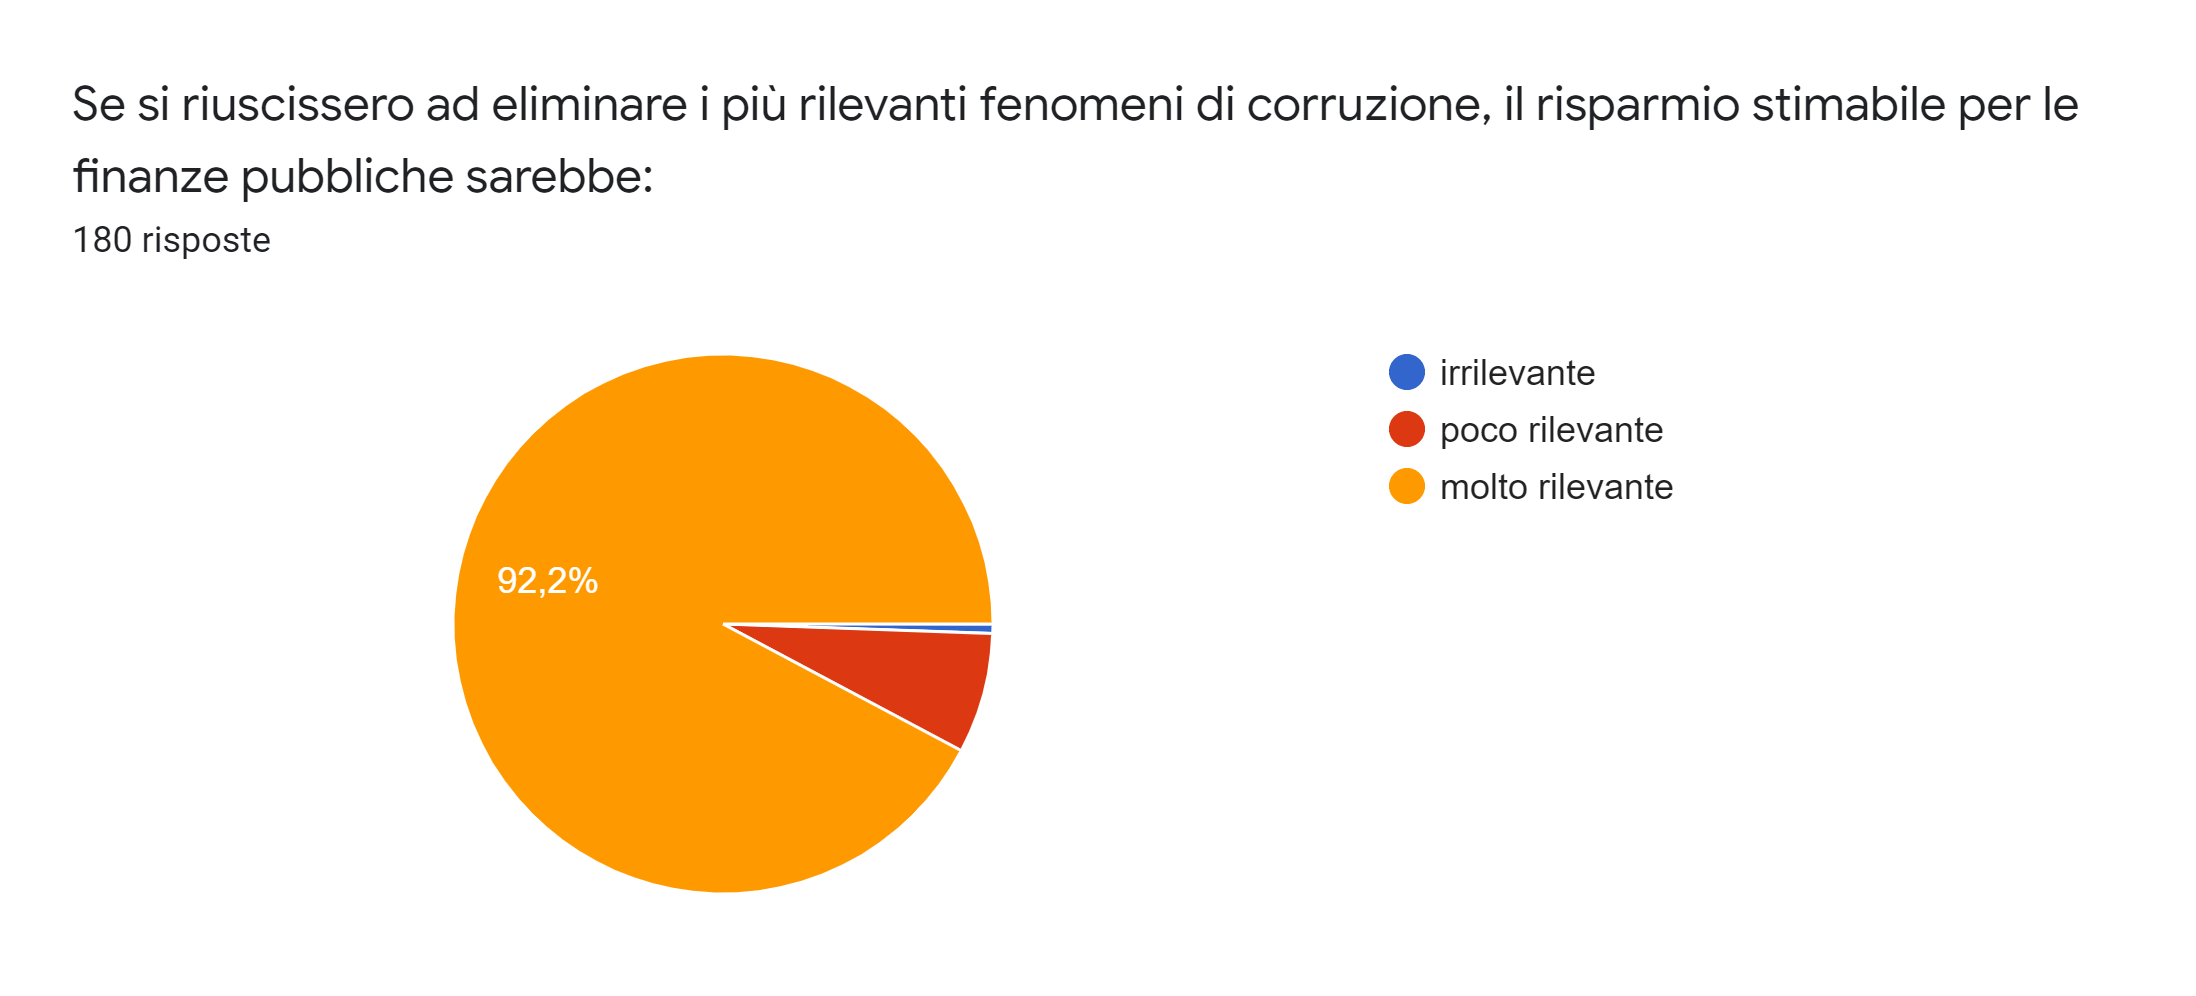 Se si riuscissero ad eliminare i più rilevanti fenomeni di corruzione, il risparmio stimabile per le
finanze pubbliche sarebbe:
180 risposte
irrilevante
poco rilevante
molto rilevante
92,2%